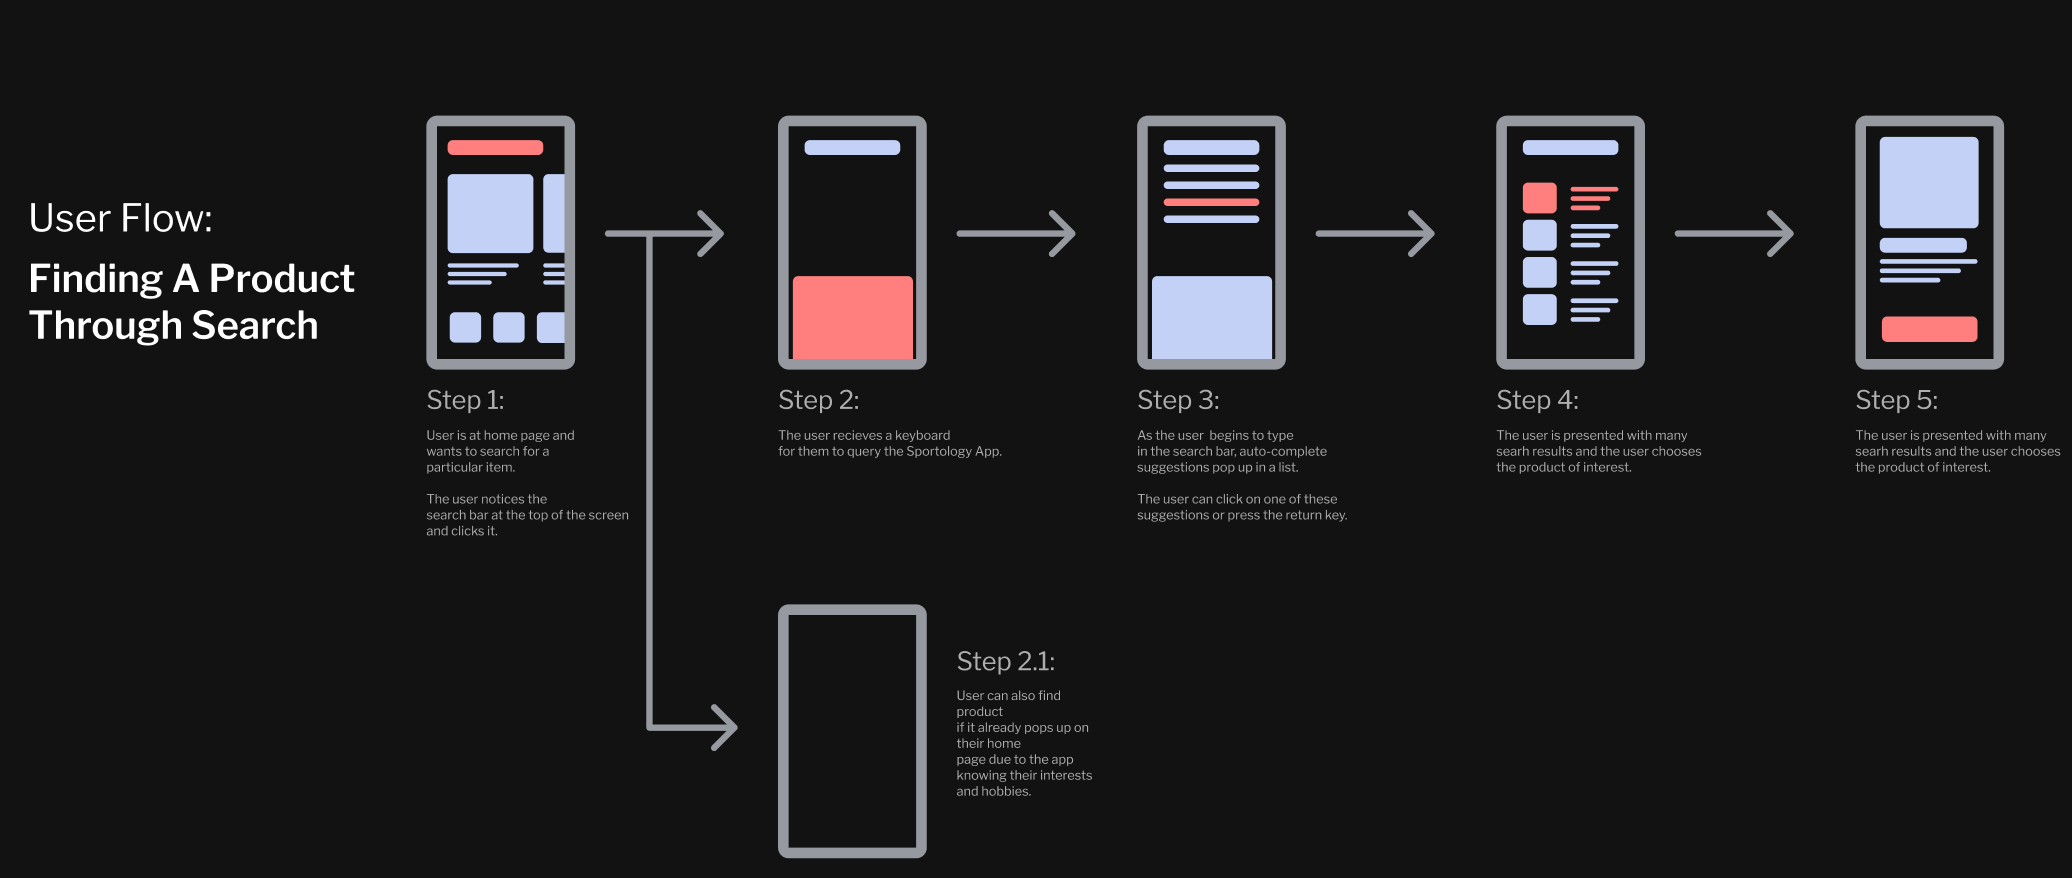 User Flow:
Finding A Product
Through Search
Step 1:
User is at home page and
wants to search for a
particular item.
The user notices the
search bar at the top of the screen
and clicks it.
Step 2:
The user recieves a keyboard
for them to query the Sportology App.
Step 3:
As the user  begins to type
in the search bar, auto-complete
suggestions pop up in a list.
The user can click on one of these
suggestions or press the return key.
Step 4:
The user is presented with many
searh results and the user chooses
the product of interest.
Step 5:
The user is presented with many
searh results and the user chooses
the product of interest.
Step 2.1:
User can also find
product
if it already pops up on
their home
page due to the app
knowing their interests
and hobbies.